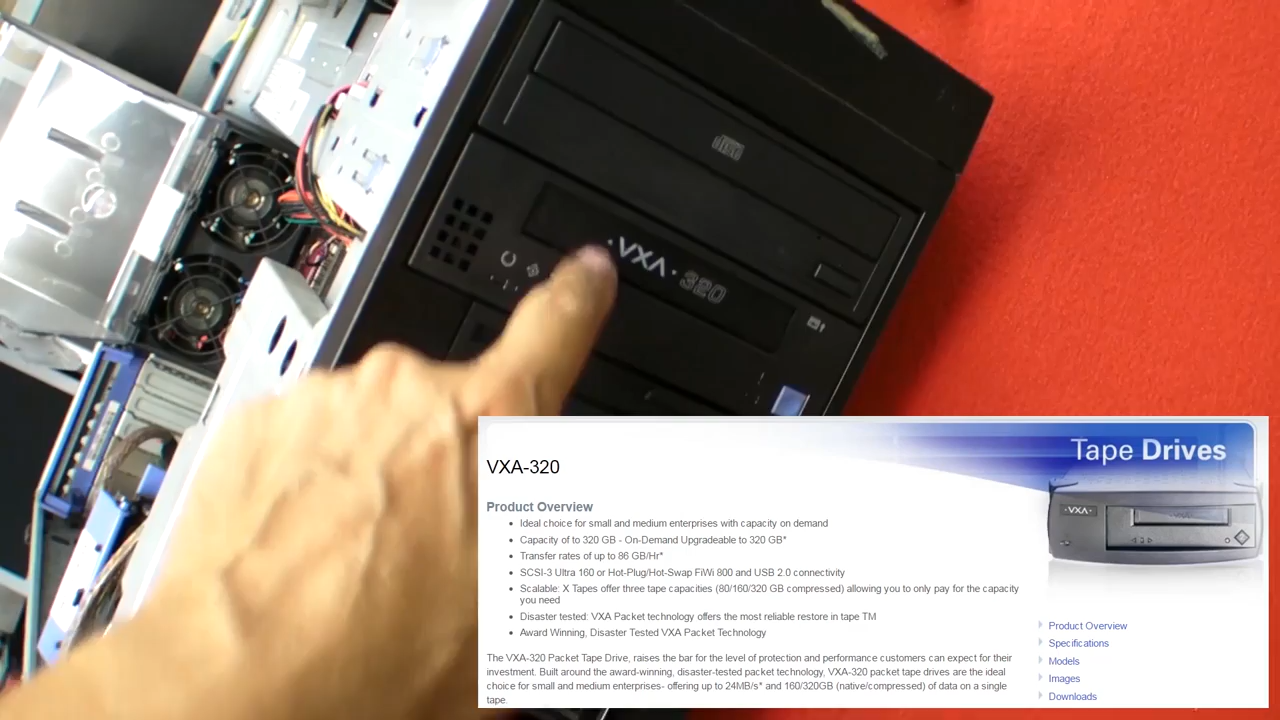 ·VXA·320
Tape Drives
VXA-320
Product Overview
Ideal choice for small and medium enterprises with capacity on demand
Capacity of to 320 GB - On-Demand Upgradeable to 320 GB*
Transfer rates of up to 86 GB/Hr*
SCSI-3 Ultra 160 or Hot-Plug/Hot-Swap FiWi 800 and USB 2.0 connectivity
Scalable: X Tapes offer three tape capacities (80/160/320 GB compressed) allowing you to only pay for the capacity
you need
Disaster tested: VXA Packet technology offers the most reliable restore in tape TM
Award Winning, Disaster Tested VXA Packet Technology
The VXA-320 Packet Tape Drive, raises the bar for the level of protection and performance customers can expect for their
investment. Built around the award-winning, disaster-tested packet technology, VXA-320 packet tape drives are the ideal
choice for small and medium enterprises- offering up to 24MB/s* and 160/320GB (native/compressed) of data on a single
tape.
·VXA·
Product Overview
Specifications
Models
Images
Downloads